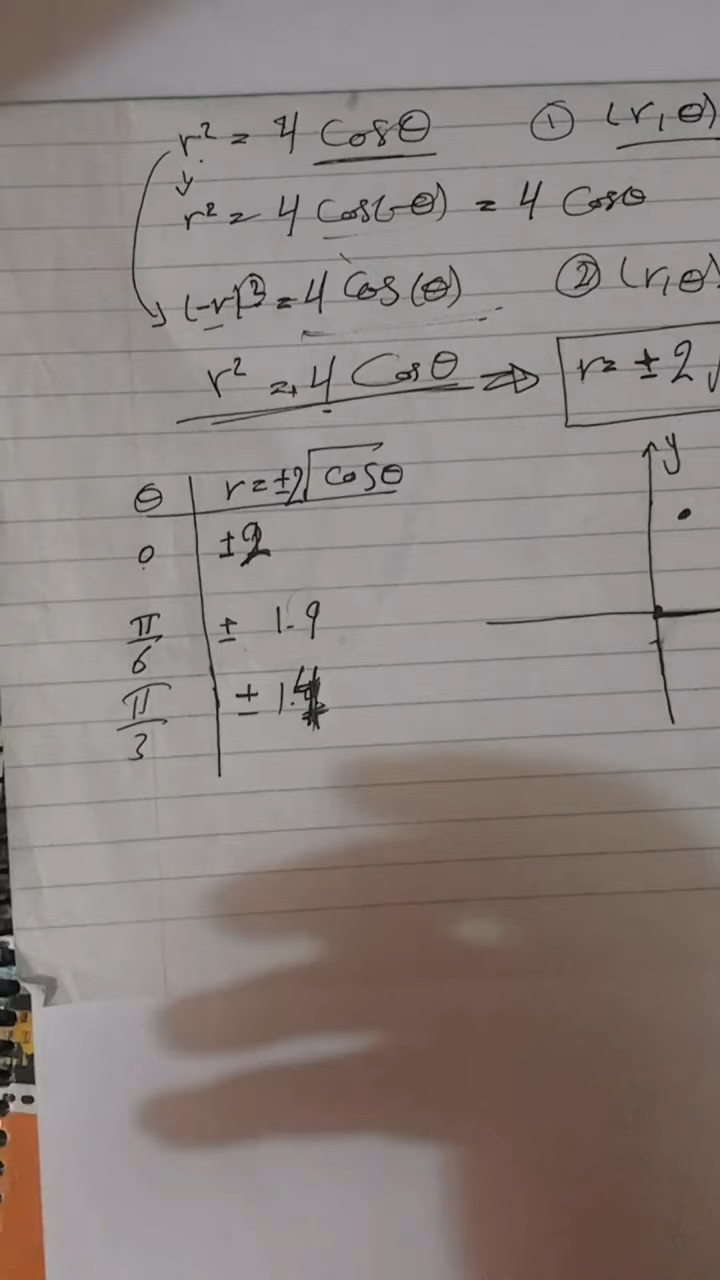 r² = 4 Cosθ ① (r,θ)
r² = 4 Cos(-θ) = 4 Cosθ
(-r)² = 4 Cos(θ) ② (r,θ)
r² = 4 Cosθ ⇒ r = ±2√
θ r = ±2√cosθ
y
0 ±2
π/6 ± 1.9
π/3 ± 1.4